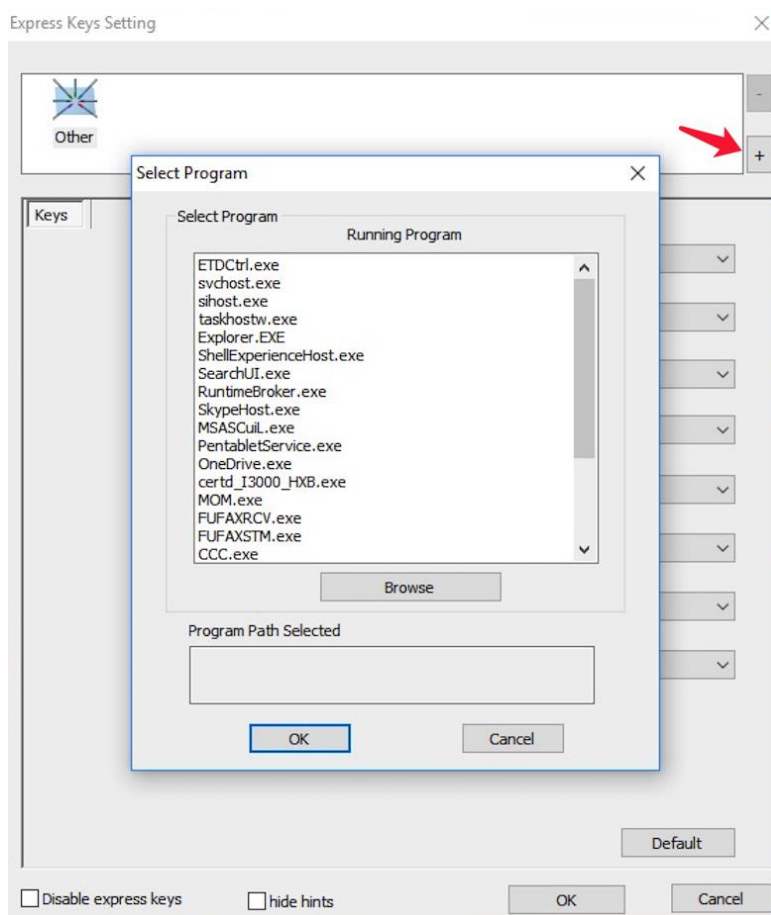 Express Keys Setting
-
Other
+
Select Program
Keys
Select Program
Running Program
ETDCtrl.exe
svchost.exe
sihost.exe
taskhostw.exe
Explorer.EXE
ShellExperienceHost.exe
SearchUI.exe
RuntimeBroker.exe
SkypeHost.exe
MSASCuiL.exe
PentabletService.exe
OneDrive.exe
certd_I3000_HXB.exe
MOM.exe
FUFAXRCV.exe
FUFAXSTM.exe
CCC.exe
Browse
Program Path Selected
OK Cancel
Default
Disable express keys hide hints OK Cancel